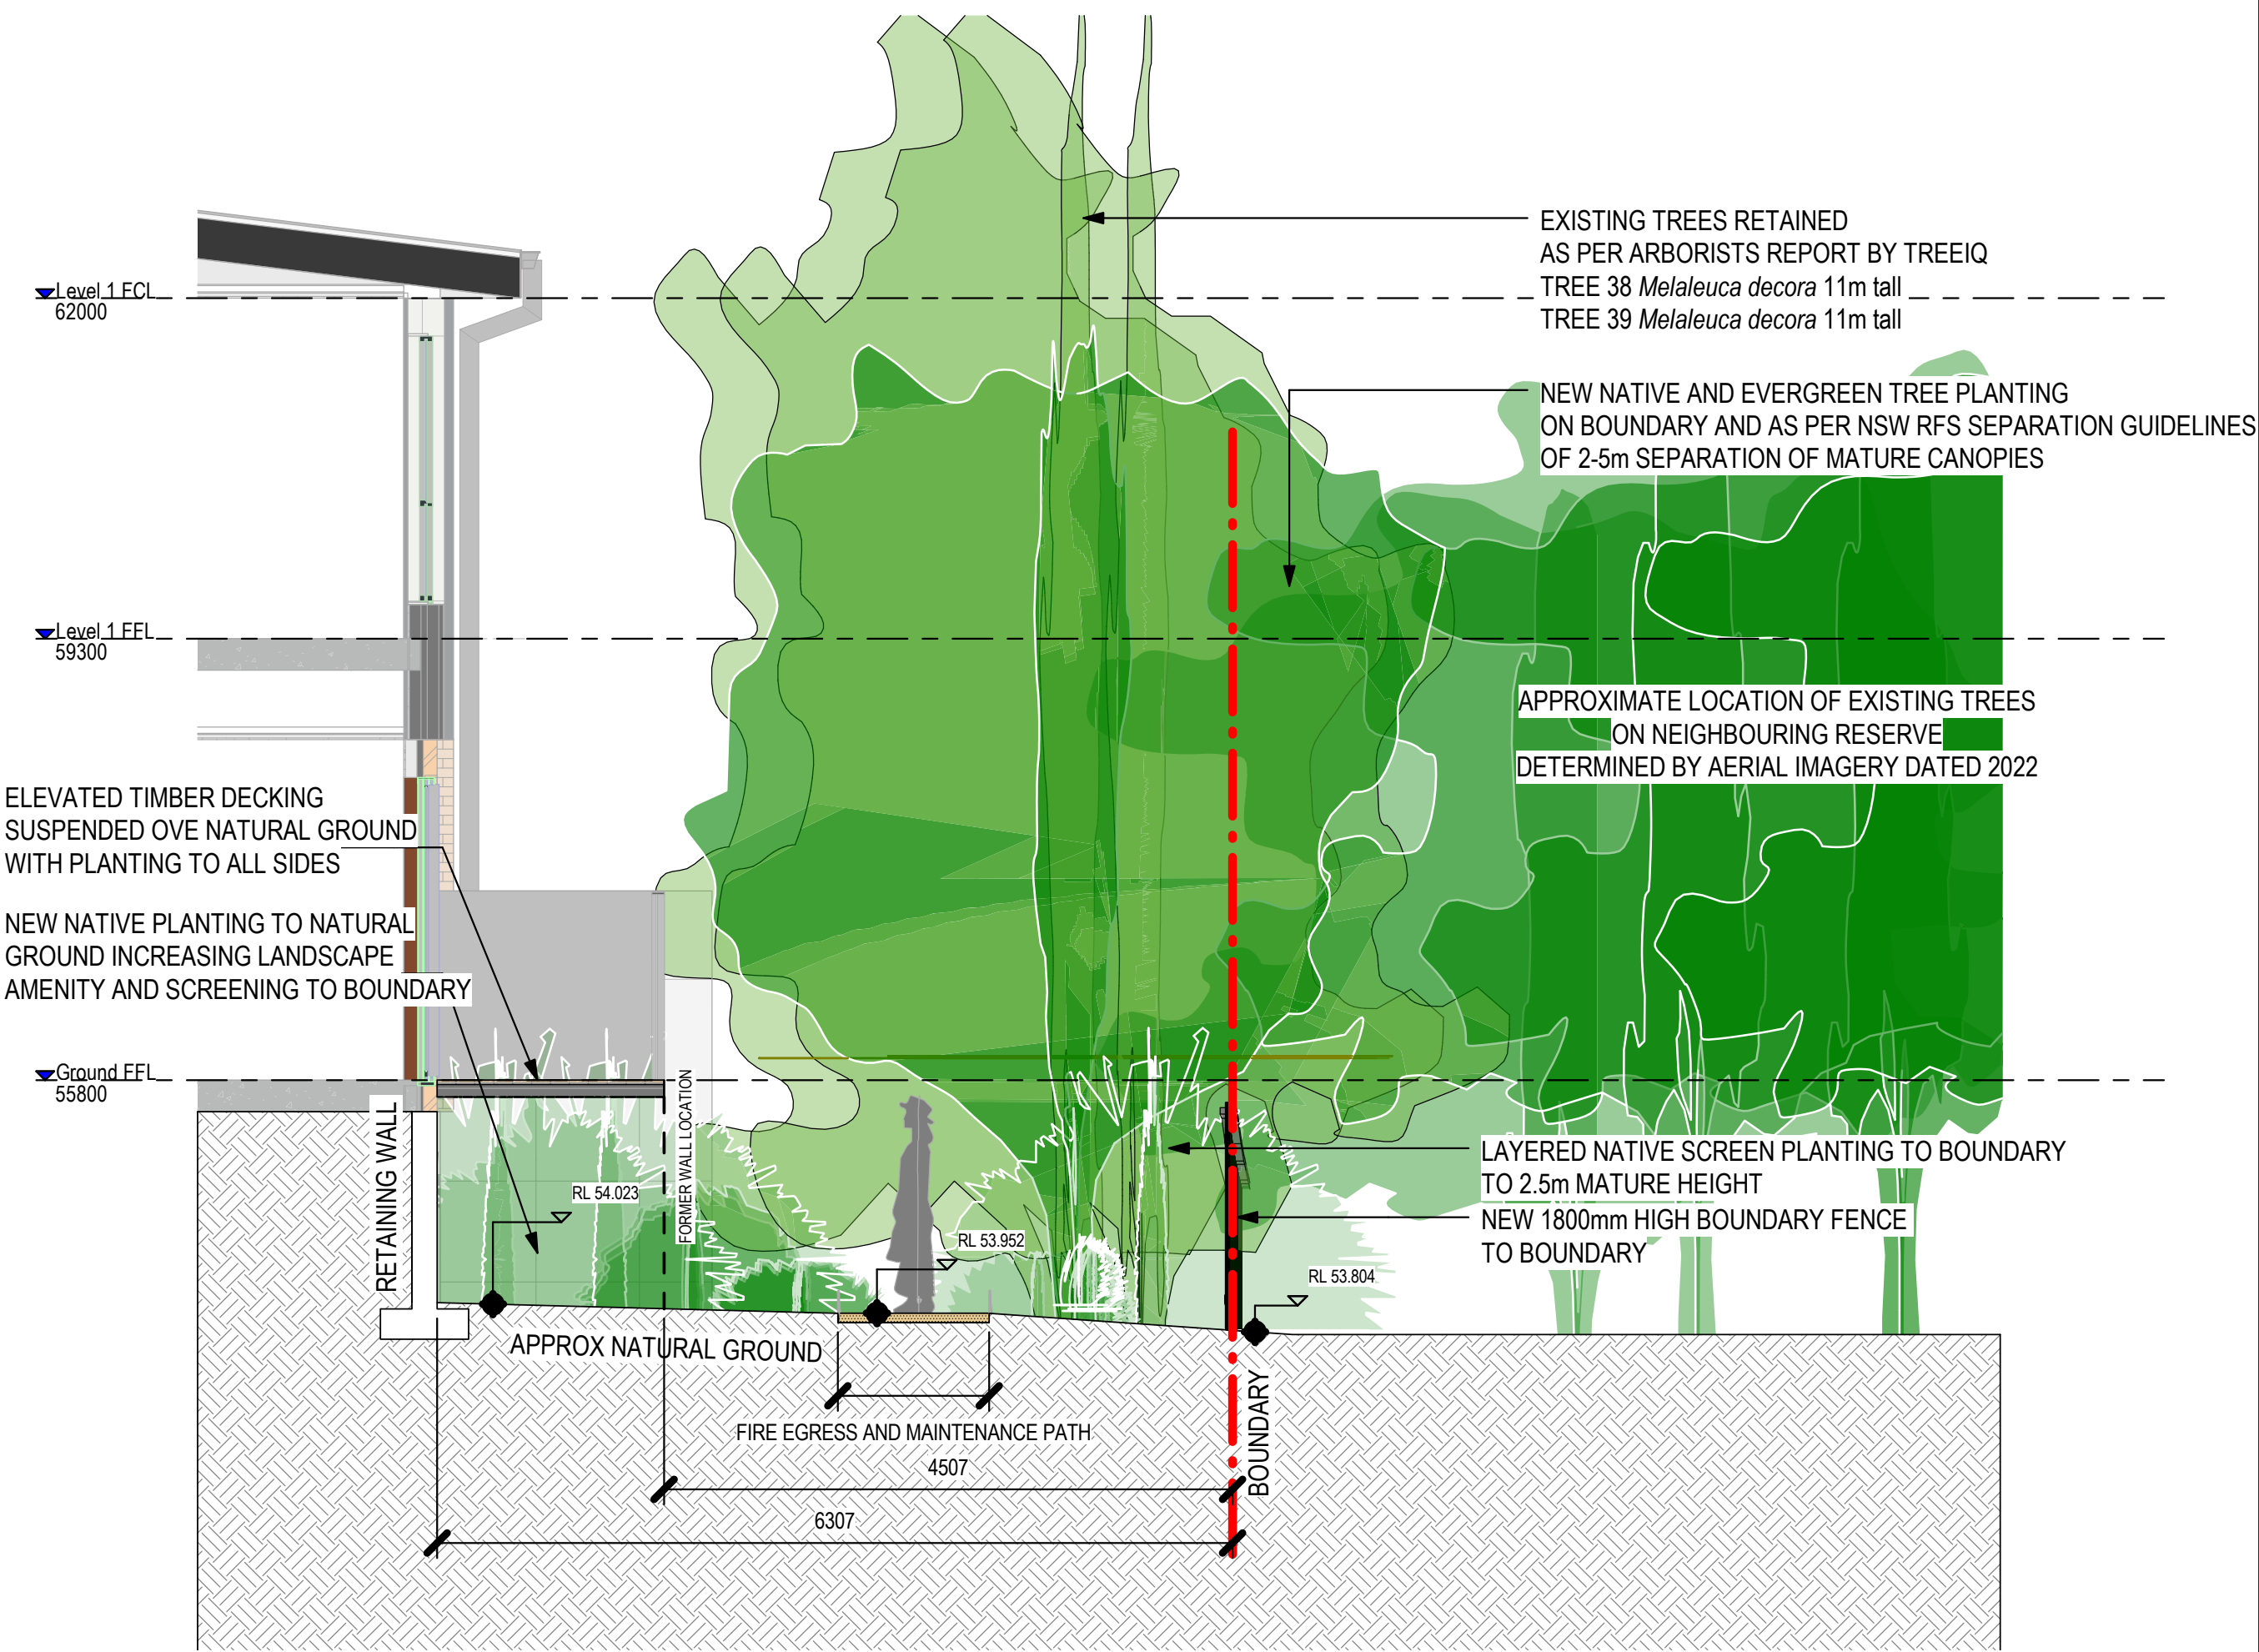 EXISTING TREES RETAINED
AS PER ARBORISTS REPORT BY TREEIQ
TREE 38 Melaleuca decora 11m tall
TREE 39 Melaleuca decora 11m tall
Level 1 FCL
62000
NEW NATIVE AND EVERGREEN TREE PLANTING
ON BOUNDARY AND AS PER NSW RFS SEPARATION GUIDELINES
OF 2-5m SEPARATION OF MATURE CANOPIES
Level 1 FFL
59300
APPROXIMATE LOCATION OF EXISTING TREES
ON NEIGHBOURING RESERVE
DETERMINED BY AERIAL IMAGERY DATED 2022
ELEVATED TIMBER DECKING
SUSPENDED OVE NATURAL GROUND
WITH PLANTING TO ALL SIDES
NEW NATIVE PLANTING TO NATURAL
GROUND INCREASING LANDSCAPE
AMENITY AND SCREENING TO BOUNDARY
Ground FFL
55800
RETAINING WALL
RL 54.023
FORMER WALL LOCATION
RL 53.952
LAYERED NATIVE SCREEN PLANTING TO BOUNDARY
TO 2.5m MATURE HEIGHT
NEW 1800mm HIGH BOUNDARY FENCE
TO BOUNDARY
RL 53.804
APPROX NATURAL GROUND
FIRE EGRESS AND MAINTENANCE PATH
BOUNDARY
4507
6307